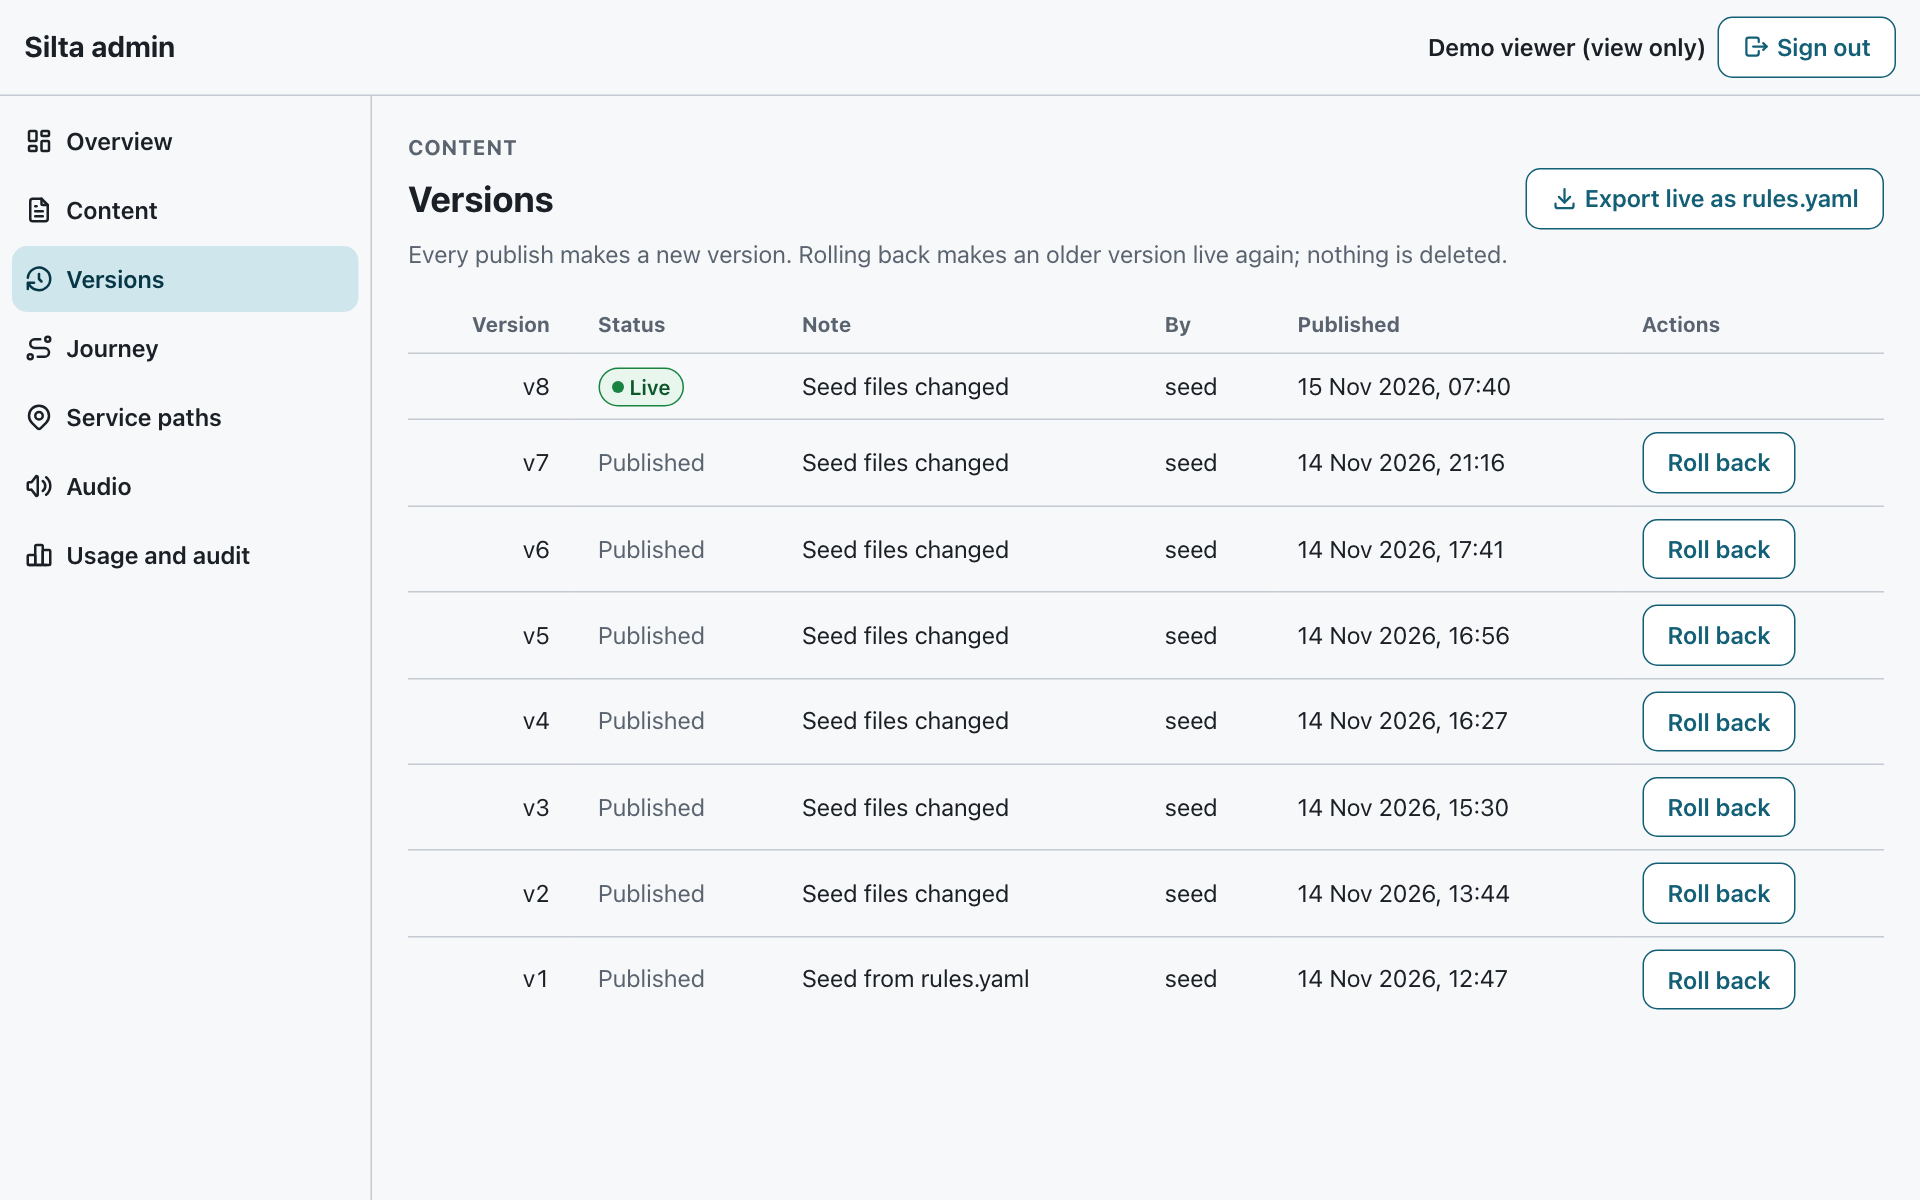 Silta admin
Demo viewer (view only)
Sign out
Overview
Content
Versions
Journey
Service paths
Audio
Usage and audit
CONTENT
Versions
Export live as rules.yaml
Every publish makes a new version. Rolling back makes an older version live again; nothing is deleted.
Version Status Note By Published Actions
v8 Live Seed files changed seed 15 Nov 2026, 07:40
v7 Published Seed files changed seed 14 Nov 2026, 21:16 Roll back
v6 Published Seed files changed seed 14 Nov 2026, 17:41 Roll back
v5 Published Seed files changed seed 14 Nov 2026, 16:56 Roll back
v4 Published Seed files changed seed 14 Nov 2026, 16:27 Roll back
v3 Published Seed files changed seed 14 Nov 2026, 15:30 Roll back
v2 Published Seed files changed seed 14 Nov 2026, 13:44 Roll back
v1 Published Seed from rules.yaml seed 14 Nov 2026, 12:47 Roll back